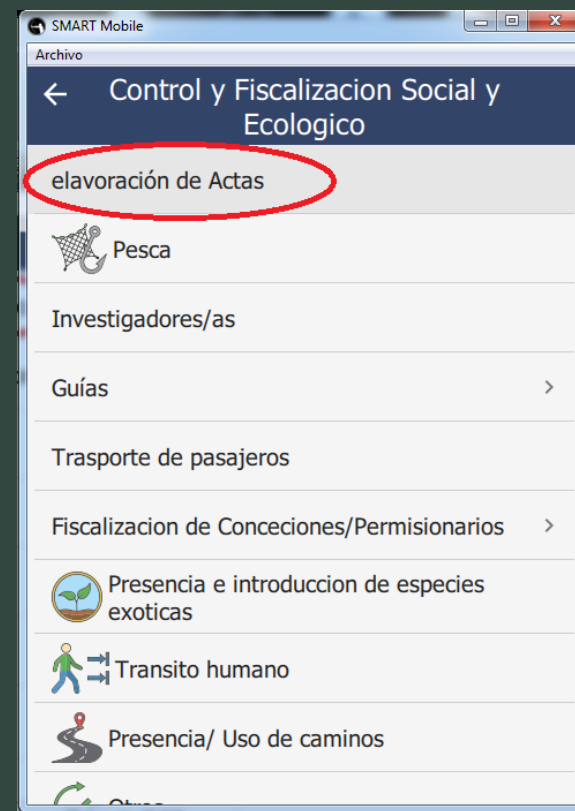 SMART Mobile
Archivo
Control y Fiscalizacion Social y
Ecologico
elavoración de Actas
Pesca
Investigadores/as
Guías
Trasporte de pasajeros
Fiscalizacion de Conceciones/Permisionarios
Presencia e introduccion de especies
exoticas
Transito humano
Presencia/ Uso de caminos